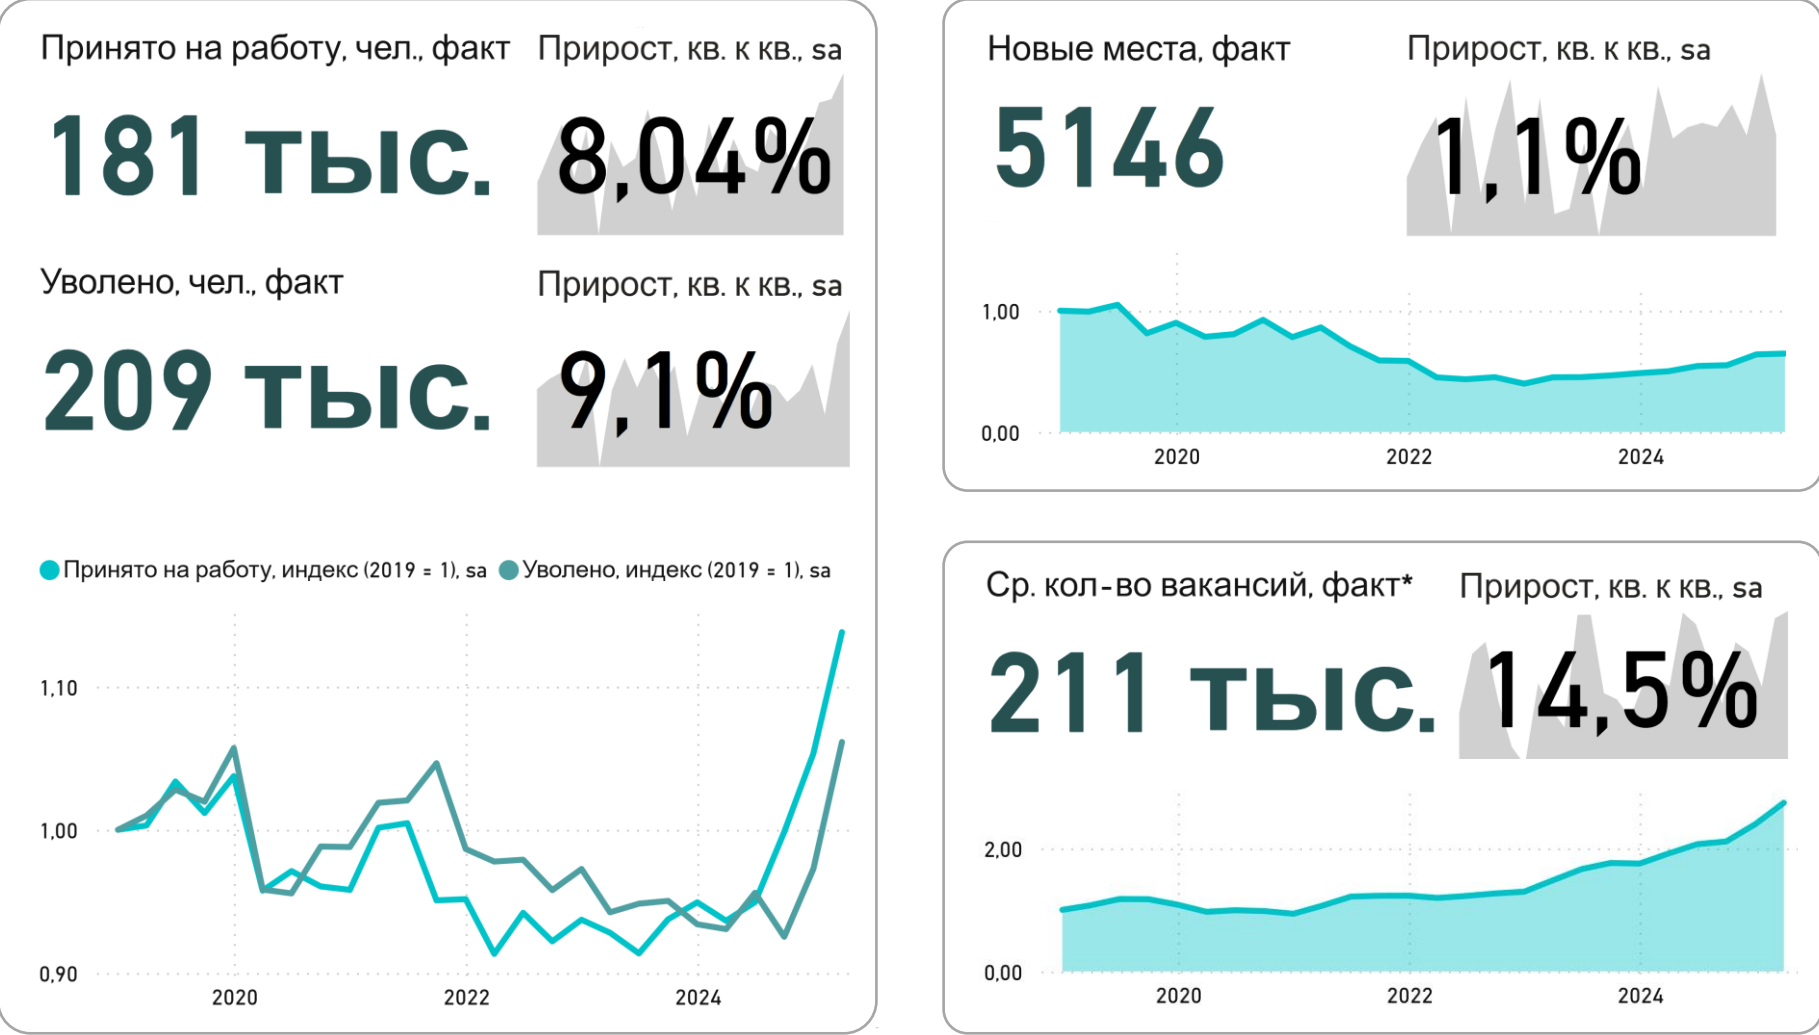 Принято на работу, чел., факт
Прирост, кв. к кв., sa
181 тыс.
8,04%
Уволено, чел., факт
Прирост, кв. к кв., sa
209 тыс.
9,1%
Принято на работу, индекс (2019 = 1), sa
Уволено, индекс (2019 = 1), sa
1,10
1,00
0,90
2020
2022
2024
Новые места, факт
Прирост, кв. к кв., sa
5146
1,1%
1,00
0,00
2020
2022
2024
Ср. кол-во вакансий, факт*
Прирост, кв. к кв., sa
211 тыс.
14,5%
2,00
0,00
2020
2022
2024